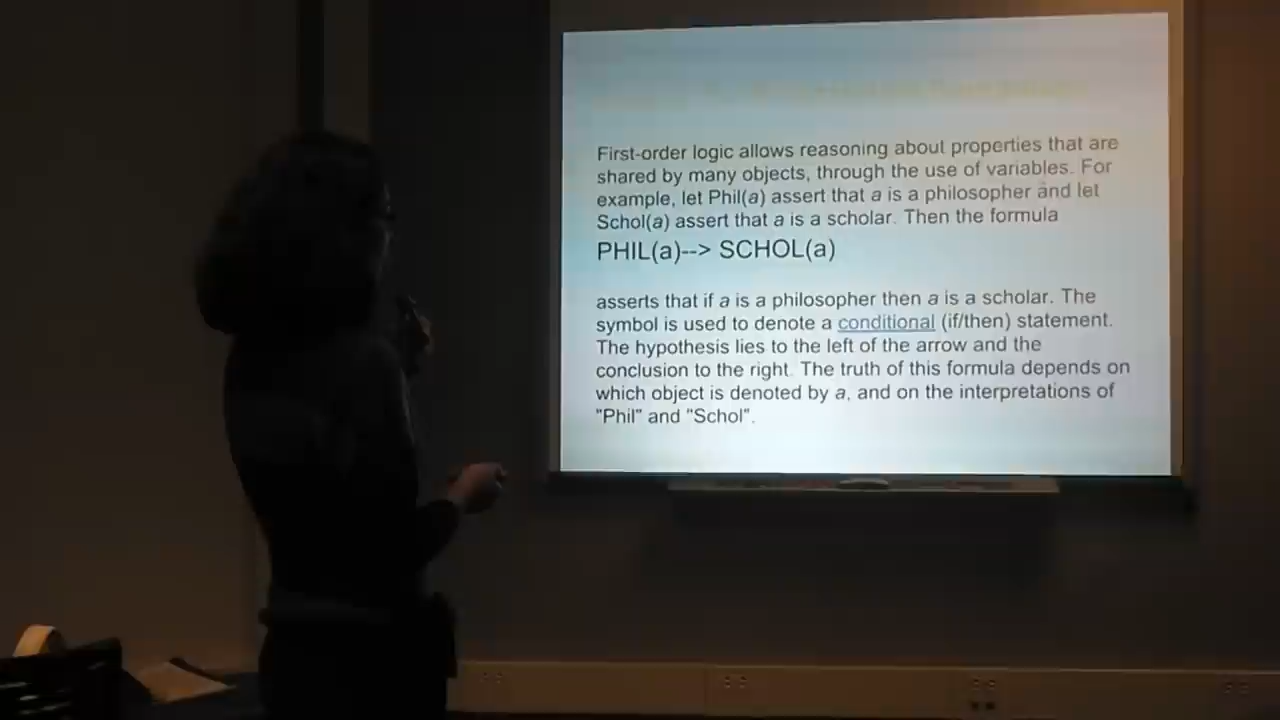 First-order logic allows reasoning about properties that are
shared by many objects, through the use of variables. For
example, let Phil(a) assert that a is a philosopher and let
Schol(a) assert that a is a scholar. Then the formula
PHIL(a)--> SCHOL(a)
asserts that if a is a philosopher then a is a scholar. The
symbol is used to denote a conditional (if/then) statement.
The hypothesis lies to the left of the arrow and the
conclusion to the right. The truth of this formula depends on
which object is denoted by a, and on the interpretations of
"Phil" and "Schol".